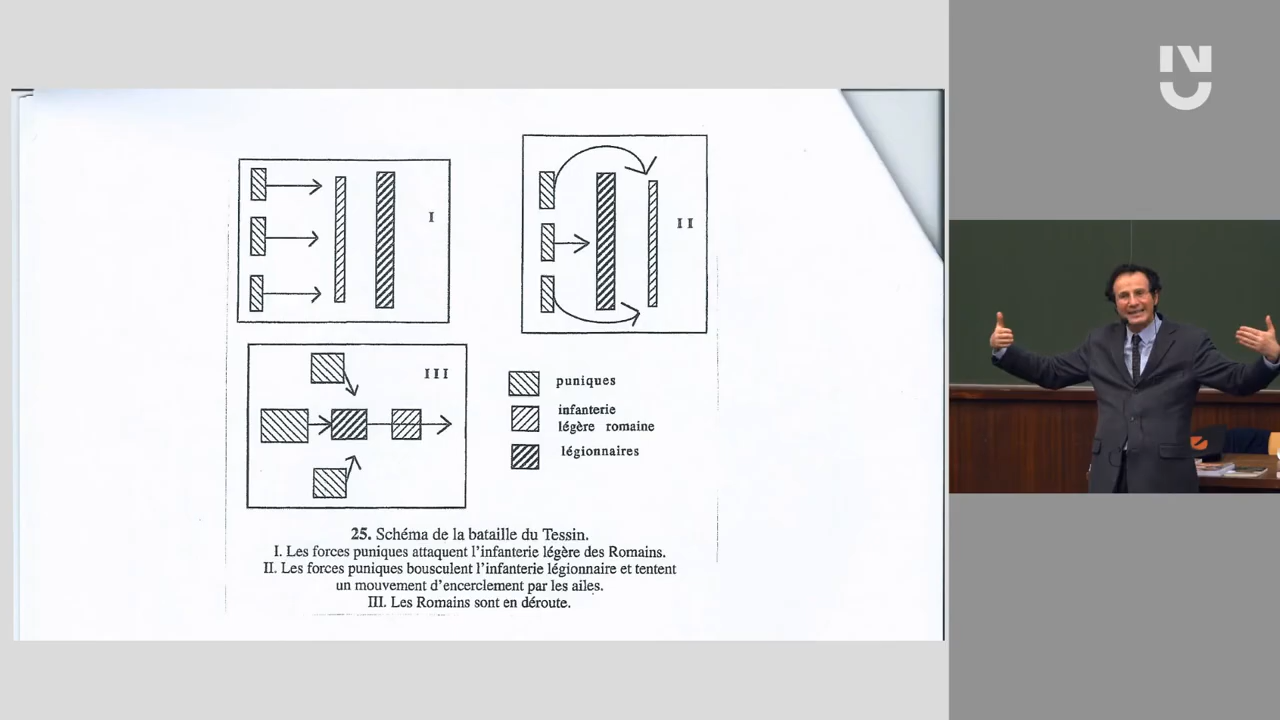 I
II
III
puniques
infanterie
légère romaine
légionnaires
25. Schéma de la bataille du Tessin.
I. Les forces puniques attaquent l'infanterie légère des Romains.
II. Les forces puniques bousculent l'infanterie légionnaire et tentent
un mouvement d'encerclement par les ailes.
III. Les Romains sont en déroute.